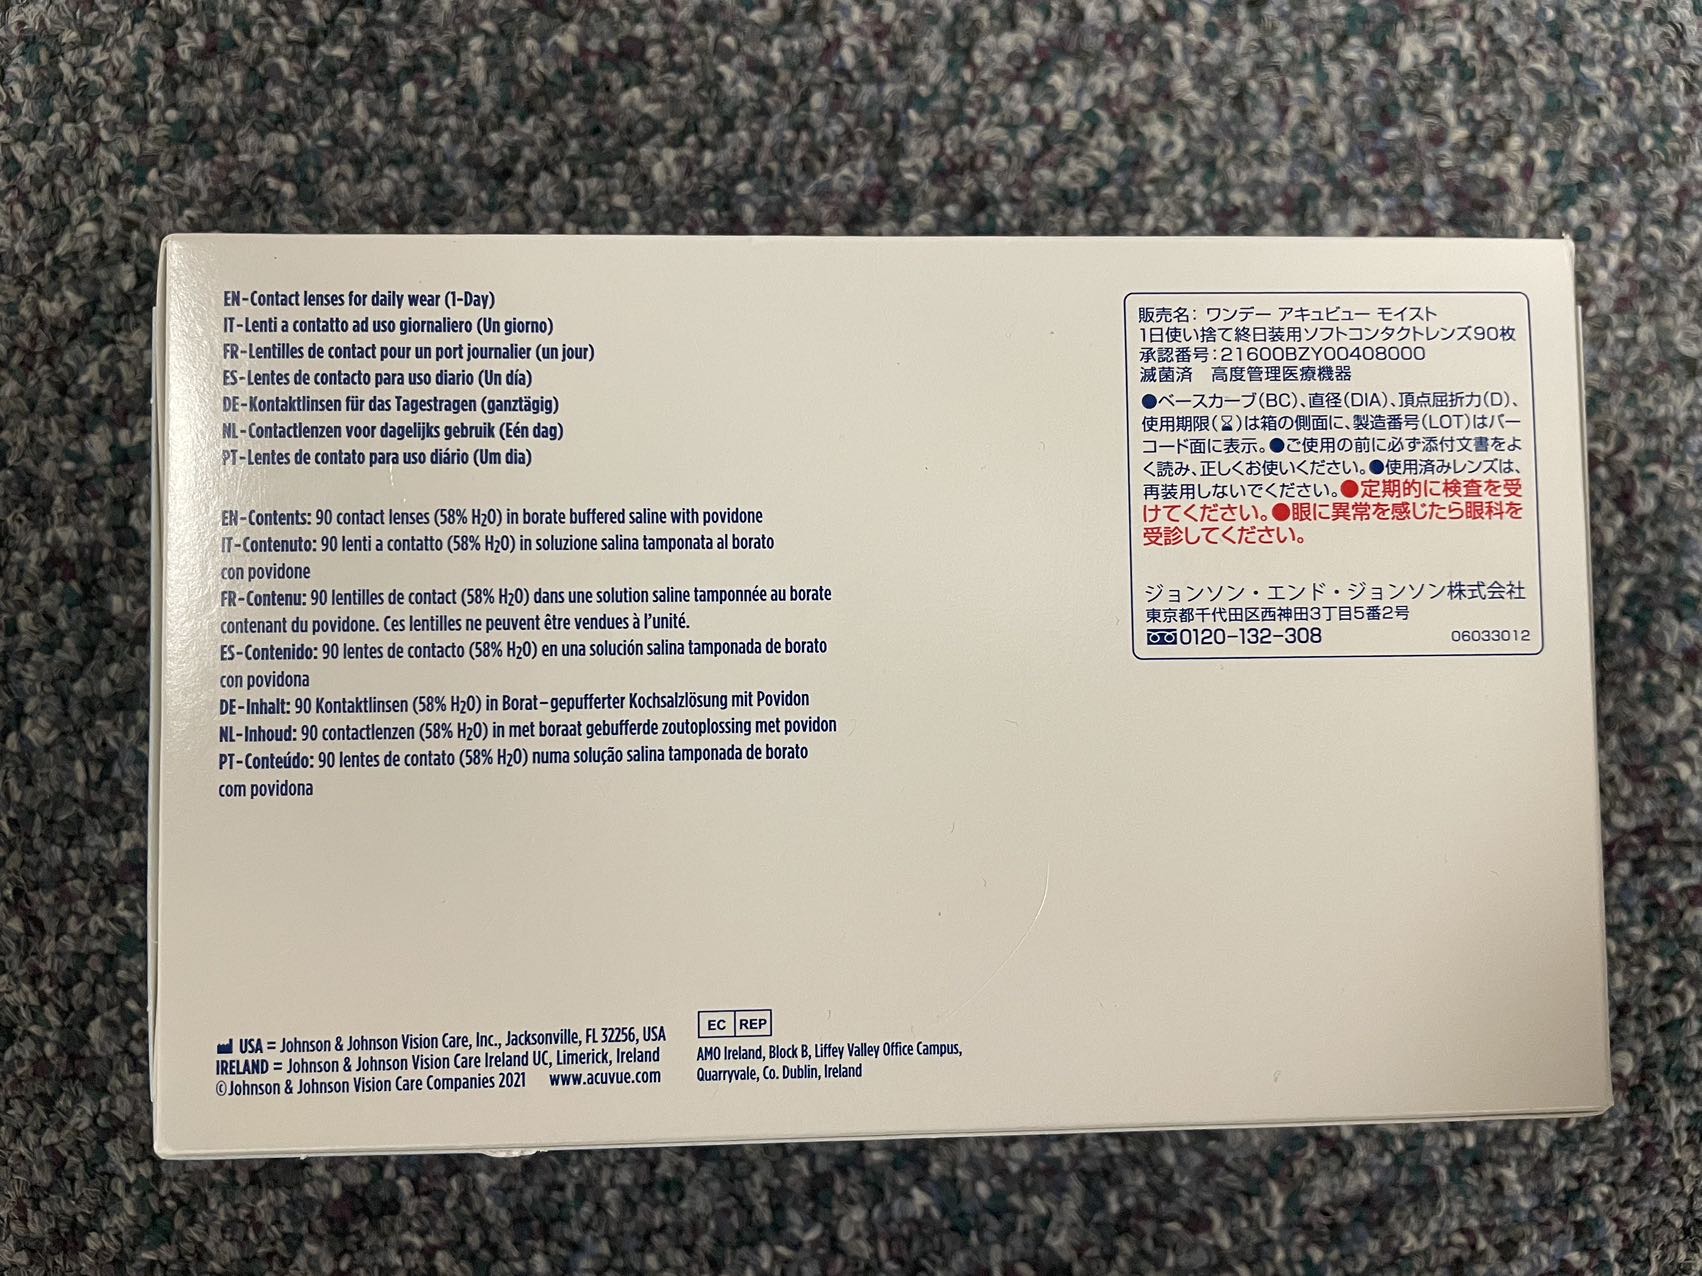 EN-Contact lenses for daily wear (1-Day)
IT-Lenti a contatto ad uso giornaliero (Un giorno)
FR-Lentilles de contact pour un port journalier (un jour)
ES-Lentes de contacto para uso diario (Un día)
DE-Kontaktlinsen für das Tagestragen (ganztägig)
NL-Contactlenzen voor dagelijks gebruik (Eén dag)
PT-Lentes de contato para uso diário (Um dia)
EN-Contents: 90 contact lenses (58% H2O) in borate buffered saline with povidone
IT-Contenuto: 90 lenti a contatto (58% H2O) in soluzione salina tamponata al borato
con povidone
FR-Contenu: 90 lentilles de contact (58% H2O) dans une solution saline tamponnée au borate
contenant du povidone. Ces lentilles ne peuvent être vendues à l'unité.
ES-Contenido: 90 lentes de contacto (58% H2O) en una solución salina tamponada de borato
con povidona
DE-Inhalt: 90 Kontaktlinsen (58% H2O) in Borat-gepufferter Kochsalzlösung mit Povidon
NL-Inhoud: 90 contactlenzen (58% H2O) in met boraat gebufferde zoutoplossing met povidon
PT-Conteúdo: 90 lentes de contato (58% H2O) numa solução salina tamponada de borato
com povidona
USA = Johnson & Johnson Vision Care, Inc., Jacksonville, FL 32256, USA
IRELAND = Johnson & Johnson Vision Care Ireland UC, Limerick, Ireland
©Johnson & Johnson Vision Care Companies 2021 www.acuvue.com
EC REP
AMO Ireland, Block B, Liffey Valley Office Campus,
Quarryvale, Co. Dublin, Ireland
販売名: ワンデー アキュビュー モイスト
1日使い捨て終日装用ソフトコンタクトレンズ90枚
承認番号:21600BZY00408000
滅菌済 高度管理医療機器
●ベースカーブ(BC)、直径(DIA)、頂点屈折力(D)、
使用期限(⌛)は箱の側面に、製造番号(LOT)はバー
コード面に表示。●ご使用の前に必ず添付文書をよ
く読み、正しくお使いください。●使用済みレンズは、
再装用しないでください。●定期的に検査を受
けてください。●眼に異常を感じたら眼科を
受診してください。
ジョンソン・エンド・ジョンソン株式会社
東京都千代田区西神田3丁目5番2号
0120-132-308 06033012